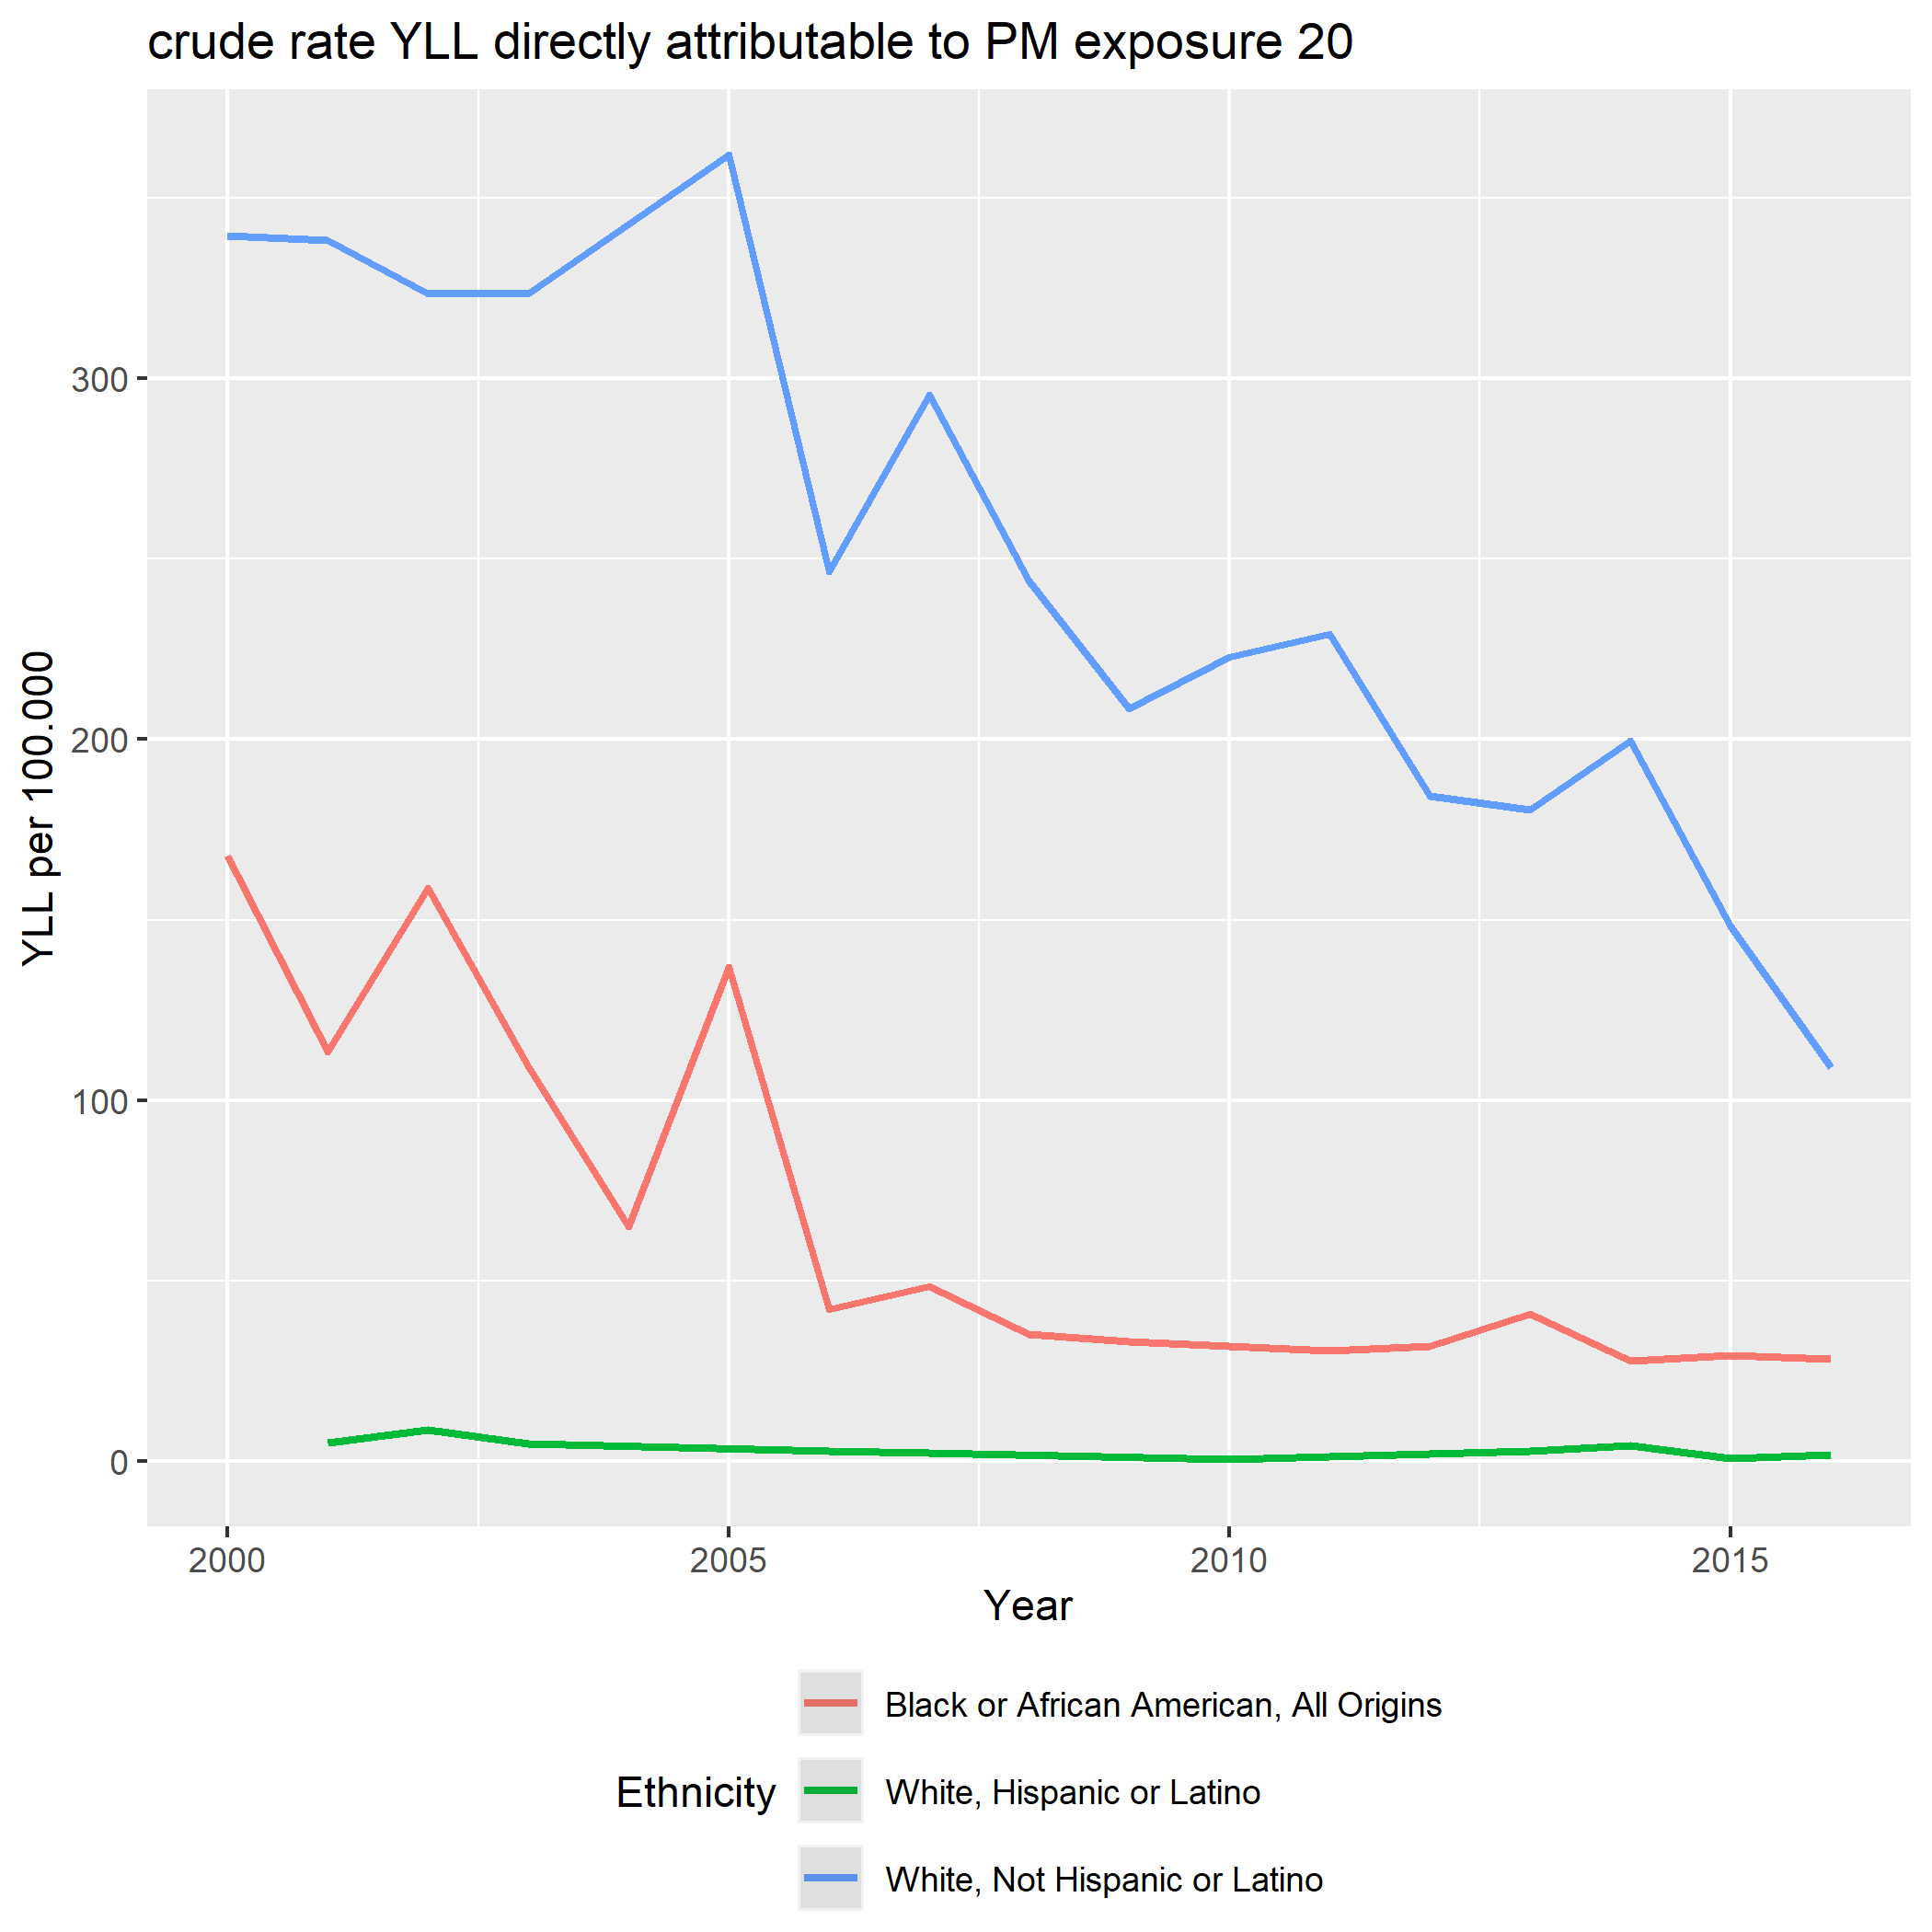 crude rate YLL directly attributable to PM exposure 20
YLL per 100.000
300
200
100
0
2000 2005 2010 2015
Year
Ethnicity
Black or African American, All Origins
White, Hispanic or Latino
White, Not Hispanic or Latino